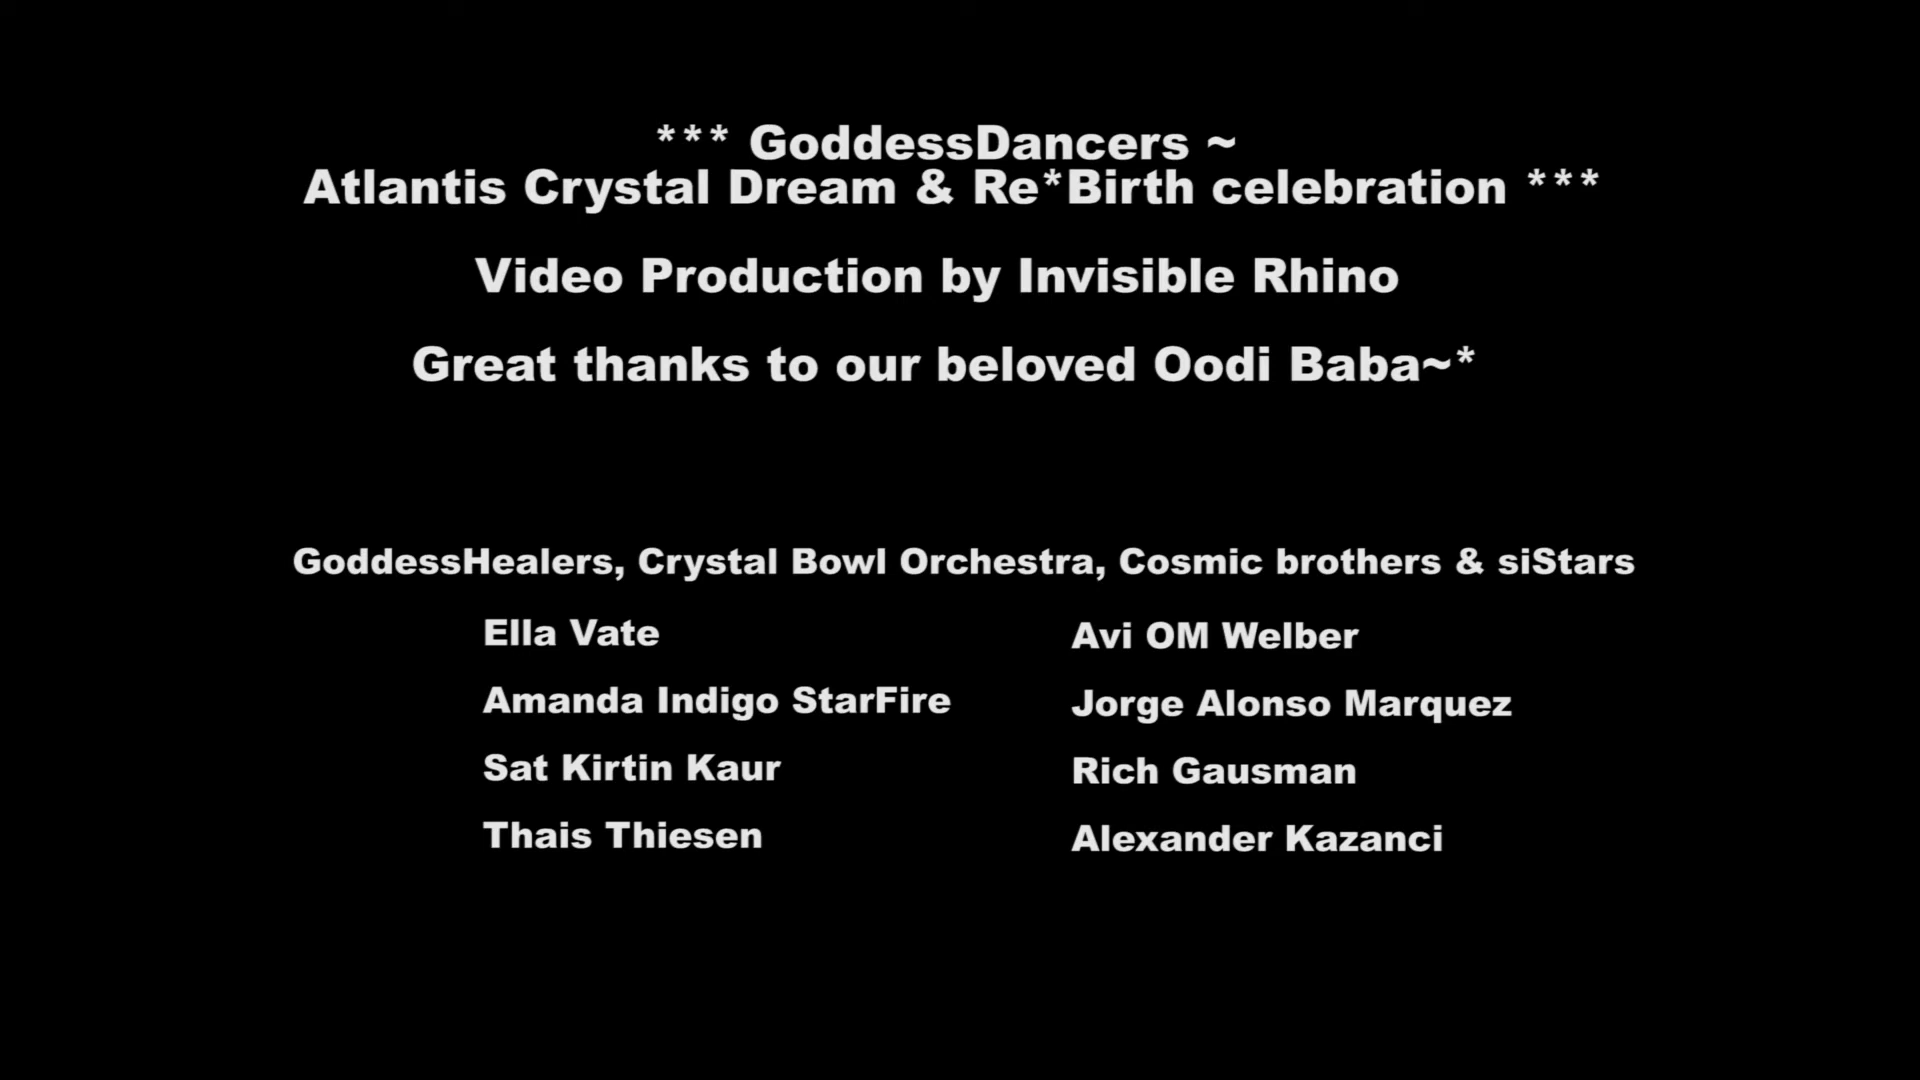 *** GoddessDancers ~
Atlantis Crystal Dream & Re*Birth celebration ***
Video Production by Invisible Rhino
Great thanks to our beloved Oodi Baba~*
GoddessHealers, Crystal Bowl Orchestra, Cosmic brothers & siStars
Ella Vate
Amanda Indigo StarFire
Sat Kirtin Kaur
Thais Thiesen
Avi OM Welber
Jorge Alonso Marquez
Rich Gausman
Alexander Kazanci